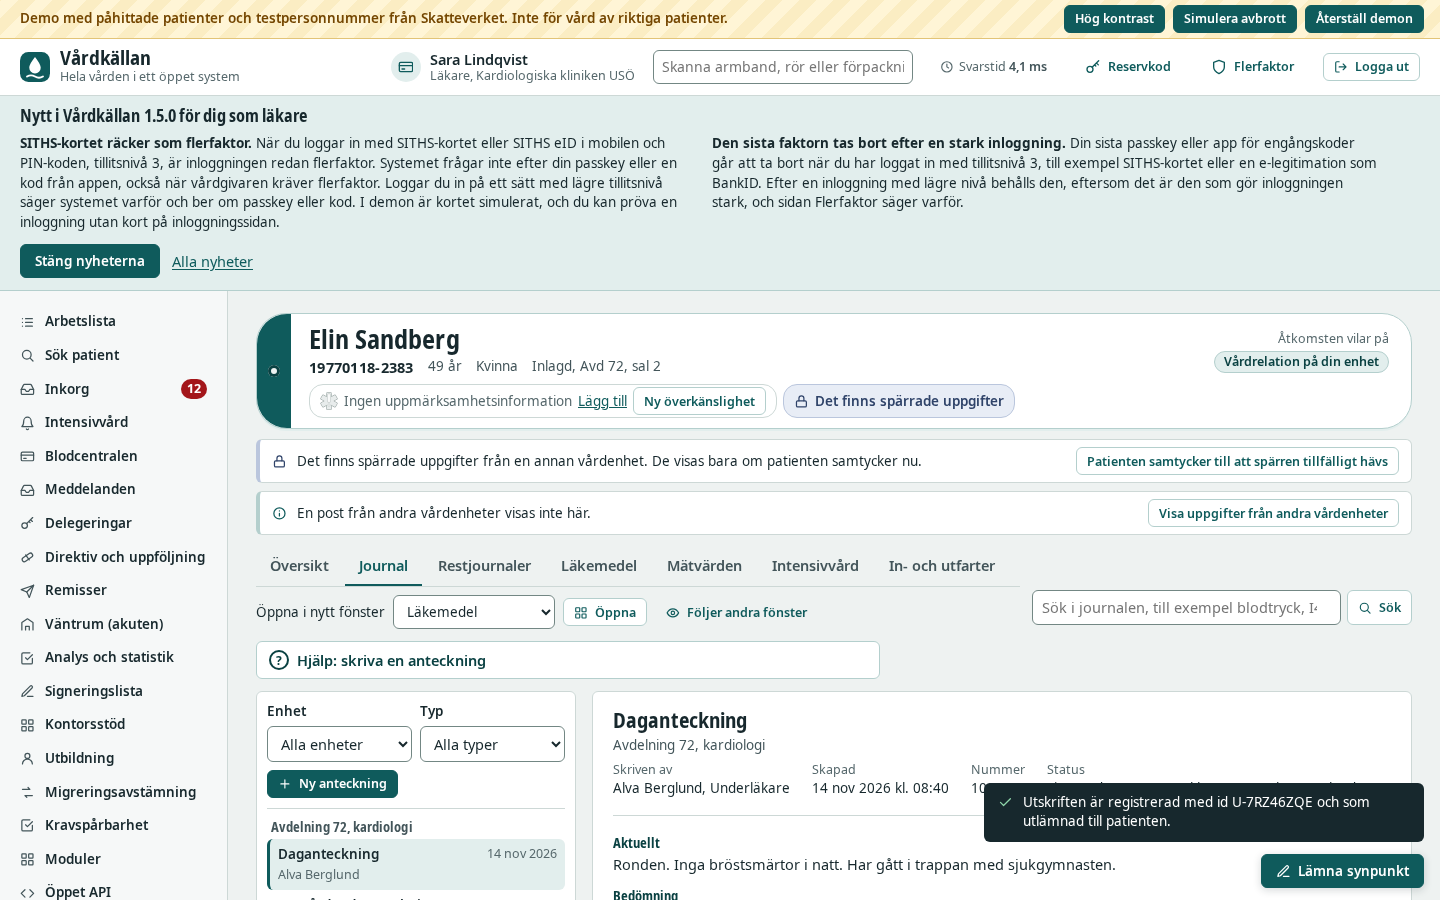 Demo med påhittade patienter och testpersonnummer från Skatteverket. Inte för vård av riktiga patienter.
Hög kontrast
Simulera avbrott
Återställ demon
Vårdkällan
Hela vården i ett öppet system
Sara Lindqvist
Läkare, Kardiologiska kliniken USÖ
Skanna armband, rör eller förpackni
Svarstid 4,1 ms
Reservkod
Flerfaktor
Logga ut
Nytt i Vårdkällan 1.5.0 för dig som läkare
SITHS-kortet räcker som flerfaktor. När du loggar in med SITHS-kortet eller SITHS eID i mobilen och
PIN-koden, tillitsnivå 3, är inloggningen redan flerfaktor. Systemet frågar inte efter din passkey eller en
kod från appen, också när vårdgivaren kräver flerfaktor. Loggar du in på ett sätt med lägre tillitsnivå
säger systemet varför och ber om passkey eller kod. I demon är kortet simulerat, och du kan pröva en
inloggning utan kort på inloggningssidan.
Den sista faktorn tas bort efter en stark inloggning. Din sista passkey eller app för engångskoder
går att ta bort när du har loggat in med tillitsnivå 3, till exempel SITHS-kortet eller en e-legitimation som
BankID. Efter en inloggning med lägre nivå behålls den, eftersom det är den som gör inloggningen
stark, och sidan Flerfaktor säger varför.
Stäng nyheterna
Alla nyheter
Arbetslista
Sök patient
Inkorg
12
Intensivvård
Blodcentralen
Meddelanden
Delegeringar
Direktiv och uppföljning
Remisser
Väntrum (akuten)
Analys och statistik
Signeringslista
Kontorsstöd
Utbildning
Migreringsavstämning
Kravspårbarhet
Moduler
Öppet API
Elin Sandberg
19770118-2383
49 år
Kvinna
Inlagd, Avd 72, sal 2
Ingen uppmärksamhetsinformation
Lägg till
Ny överkänslighet
Det finns spärrade uppgifter
Åtkomsten vilar på
Vårdrelation på din enhet
Det finns spärrade uppgifter från en annan vårdenhet. De visas bara om patienten samtycker nu.
Patienten samtycker till att spärren tillfälligt hävs
En post från andra vårdenheter visas inte här.
Visa uppgifter från andra vårdenheter
Översikt
Journal
Restjournaler
Läkemedel
Mätvärden
Intensivvård
In- och utfarter
Öppna i nytt fönster
Läkemedel
Öppna
Följer andra fönster
Sök i journalen, till exempel blodtryck, I
Sök
Hjälp: skriva en anteckning
Enhet
Typ
Alla enheter
Alla typer
Ny anteckning
Avdelning 72, kardiologi
Daganteckning
14 nov 2026
Alva Berglund
Daganteckning
Avdelning 72, kardiologi
Skriven av
Skapad
Nummer
Status
Alva Berglund, Underläkare
14 nov 2026 kl. 08:40
Aktuellt
Ronden. Inga bröstsmärtor i natt. Har gått i trappan med sjukgymnasten.
Bedömning
Utskriften är registrerad med id U-7RZ46ZQE och som
utlämnad till patienten.
Lämna synpunkt